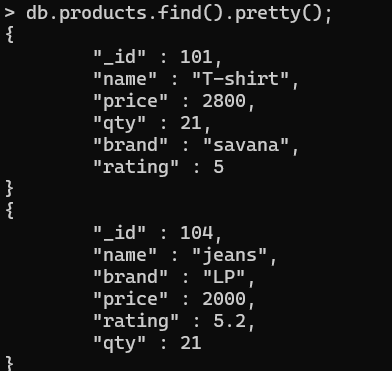 > db.products.find().pretty();
{
        "_id" : 101,
        "name" : "T-shirt",
        "price" : 2800,
        "qty" : 21,
        "brand" : "savana",
        "rating" : 5
}
{
        "_id" : 104,
        "name" : "jeans",
        "brand" : "LP",
        "price" : 2000,
        "rating" : 5.2,
        "qty" : 21
}